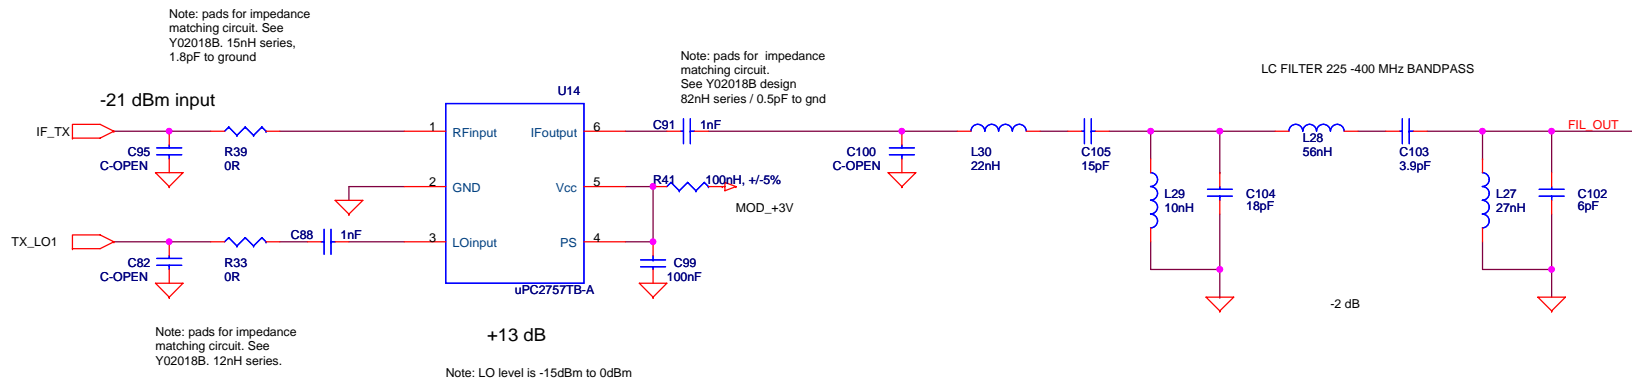 Note: pads for impedance
matching circuit. See
Y02018B. 15nH series,
1.8pF to ground
-21 dBm input
IF_TX
C95
C-OPEN
R39
0R
TX_LO1
C82
C-OPEN
R33
0R
C88
1nF
Note: pads for impedance
matching circuit. See
Y02018B. 12nH series.
U14
1
RFinput
IFoutput
6
2
GND
Vcc
5
3
LOinput
PS
4
uPC2757TB-A
+13 dB
Note: LO level is -15dBm to 0dBm
Note: pads for  impedance
matching circuit.
See Y02018B design
82nH series / 0.5pF to gnd
C91
1nF
R41
100nH, +/-5%
MOD_+3V
C99
100nF
C100
C-OPEN
L30
22nH
C105
15pF
LC FILTER 225 -400 MHz BANDPASS
L29
10nH
C104
18pF
L28
56nH
C103
3.9pF
FIL_OUT
L27
27nH
C102
6pF
-2 dB